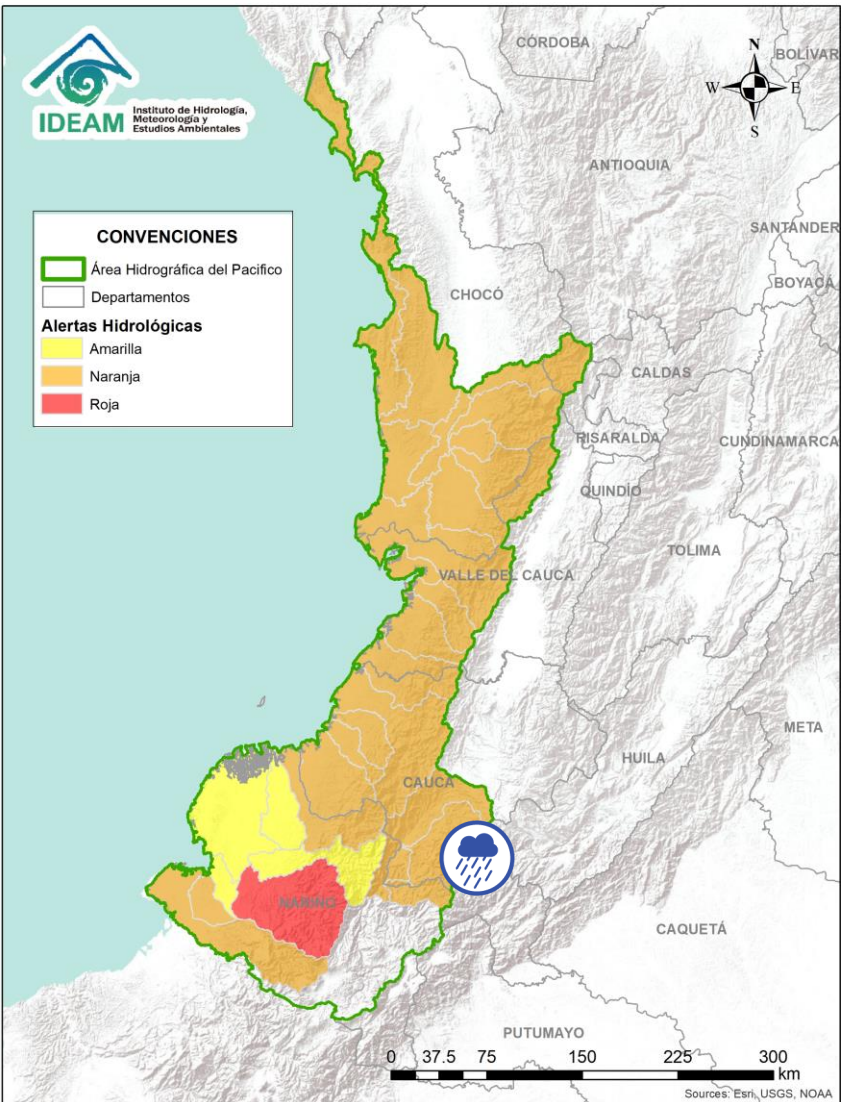 IDEAM
Instituto de Hidrología,
Meteorología y
Estudios Ambientales
CÓRDOBA
BOLÍVAR
N
W
E
S
ANTIOQUIA
SANTANDER
BOYACÁ
CONVENCIONES
Área Hidrográfica del Pacifico
Departamentos
Alertas Hidrológicas
Amarilla
Naranja
Roja
CHOCÓ
CALDAS
RISARALDA
CUNDINAMARCA
QUINDÍO
TOLIMA
VALLE DEL CAUCA
META
HUILA
CAUCA
NARIÑO
CAQUETÁ
PUTUMAYO
0 37.5 75 150 225 300
km
Sources: Esri, USGS, NOAA